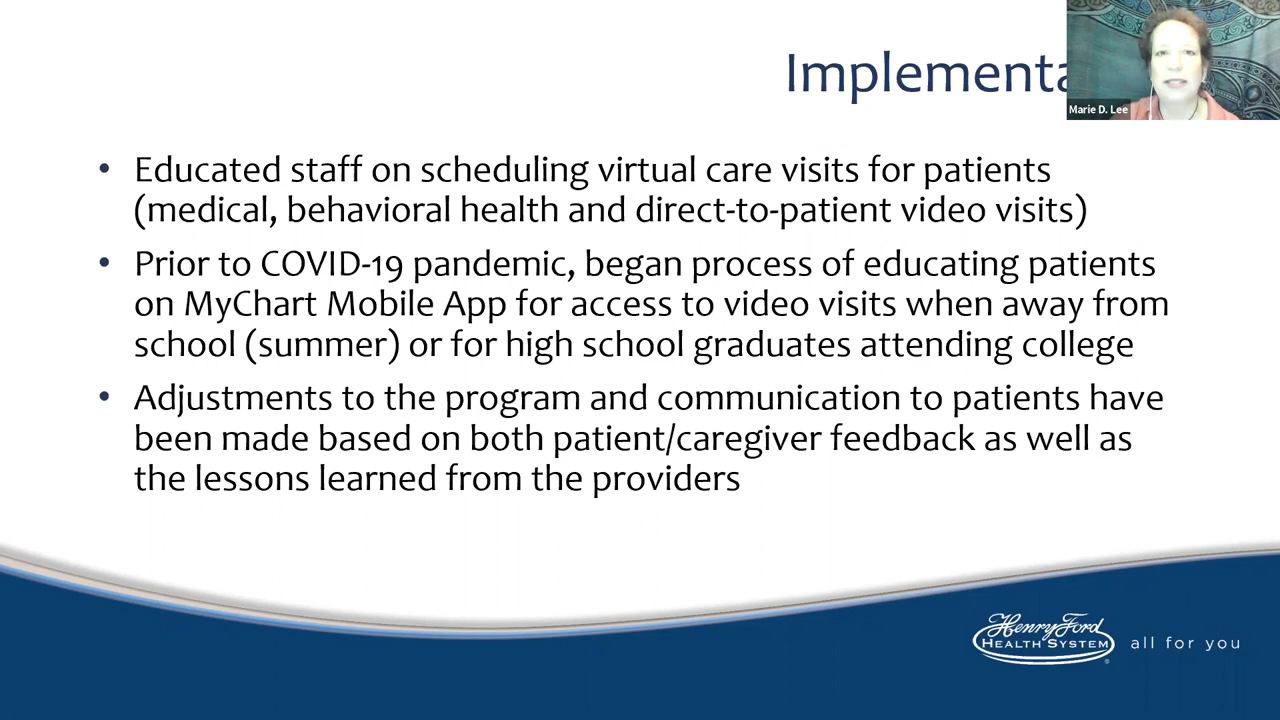 Implementa
Marie D. Lee
• Educated staff on scheduling virtual care visits for patients
(medical, behavioral health and direct-to-patient video visits)
• Prior to COVID-19 pandemic, began process of educating patients
on MyChart Mobile App for access to video visits when away from
school (summer) or for high school graduates attending college
• Adjustments to the program and communication to patients have
been made based on both patient/caregiver feedback as well as
the lessons learned from the providers
Henry Ford
HEALTH SYSTEM
®
all for you